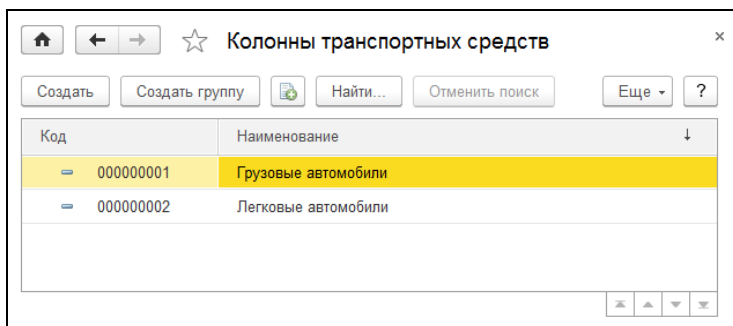 Колонны транспортных средств
Создать Создать группу Найти... Отменить поиск Еще ?
Код Наименование
000000001 Грузовые автомобили
000000002 Легковые автомобили